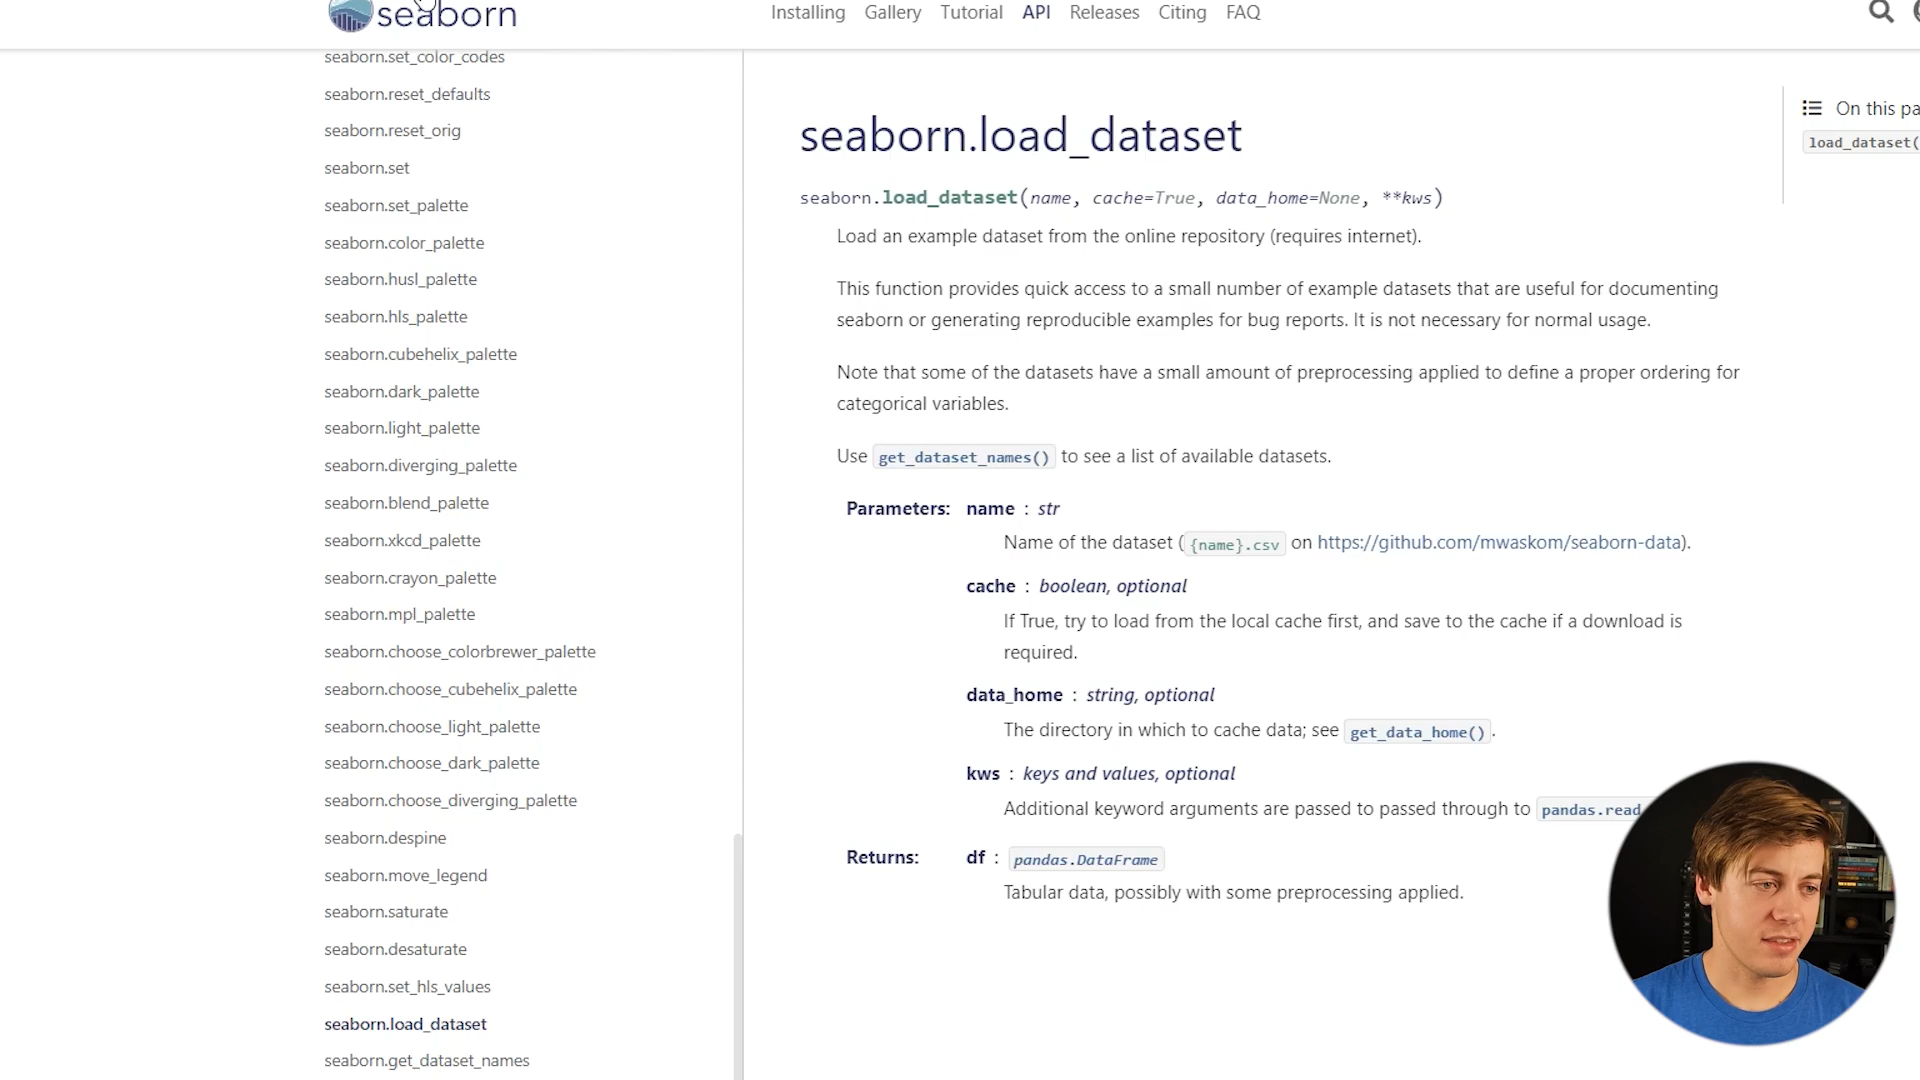 seaborn
Installing Gallery Tutorial API Releases Citing FAQ
seaborn.set_color_codes
seaborn.reset_defaults
seaborn.reset_orig
seaborn.set
seaborn.set_palette
seaborn.color_palette
seaborn.husl_palette
seaborn.hls_palette
seaborn.cubehelix_palette
seaborn.dark_palette
seaborn.light_palette
seaborn.diverging_palette
seaborn.blend_palette
seaborn.xkcd_palette
seaborn.crayon_palette
seaborn.mpl_palette
seaborn.choose_colorbrewer_palette
seaborn.choose_cubehelix_palette
seaborn.choose_light_palette
seaborn.choose_dark_palette
seaborn.choose_diverging_palette
seaborn.despine
seaborn.move_legend
seaborn.saturate
seaborn.desaturate
seaborn.set_hls_values
seaborn.load_dataset
seaborn.get_dataset_names
seaborn.load_dataset
seaborn.load_dataset(name, cache=True, data_home=None, **kws)
Load an example dataset from the online repository (requires internet).
This function provides quick access to a small number of example datasets that are useful for documenting
seaborn or generating reproducible examples for bug reports. It is not necessary for normal usage.
Note that some of the datasets have a small amount of preprocessing applied to define a proper ordering for
categorical variables.
Use get_dataset_names() to see a list of available datasets.
Parameters: name : str
Name of the dataset ({name}.csv on https://github.com/mwaskom/seaborn-data).
cache : boolean, optional
If True, try to load from the local cache first, and save to the cache if a download is
required.
data_home : string, optional
The directory in which to cache data; see get_data_home().
kws : keys and values, optional
Additional keyword arguments are passed to passed through to pandas.read
Returns: df : pandas.DataFrame
Tabular data, possibly with some preprocessing applied.
On this pa
load_dataset(